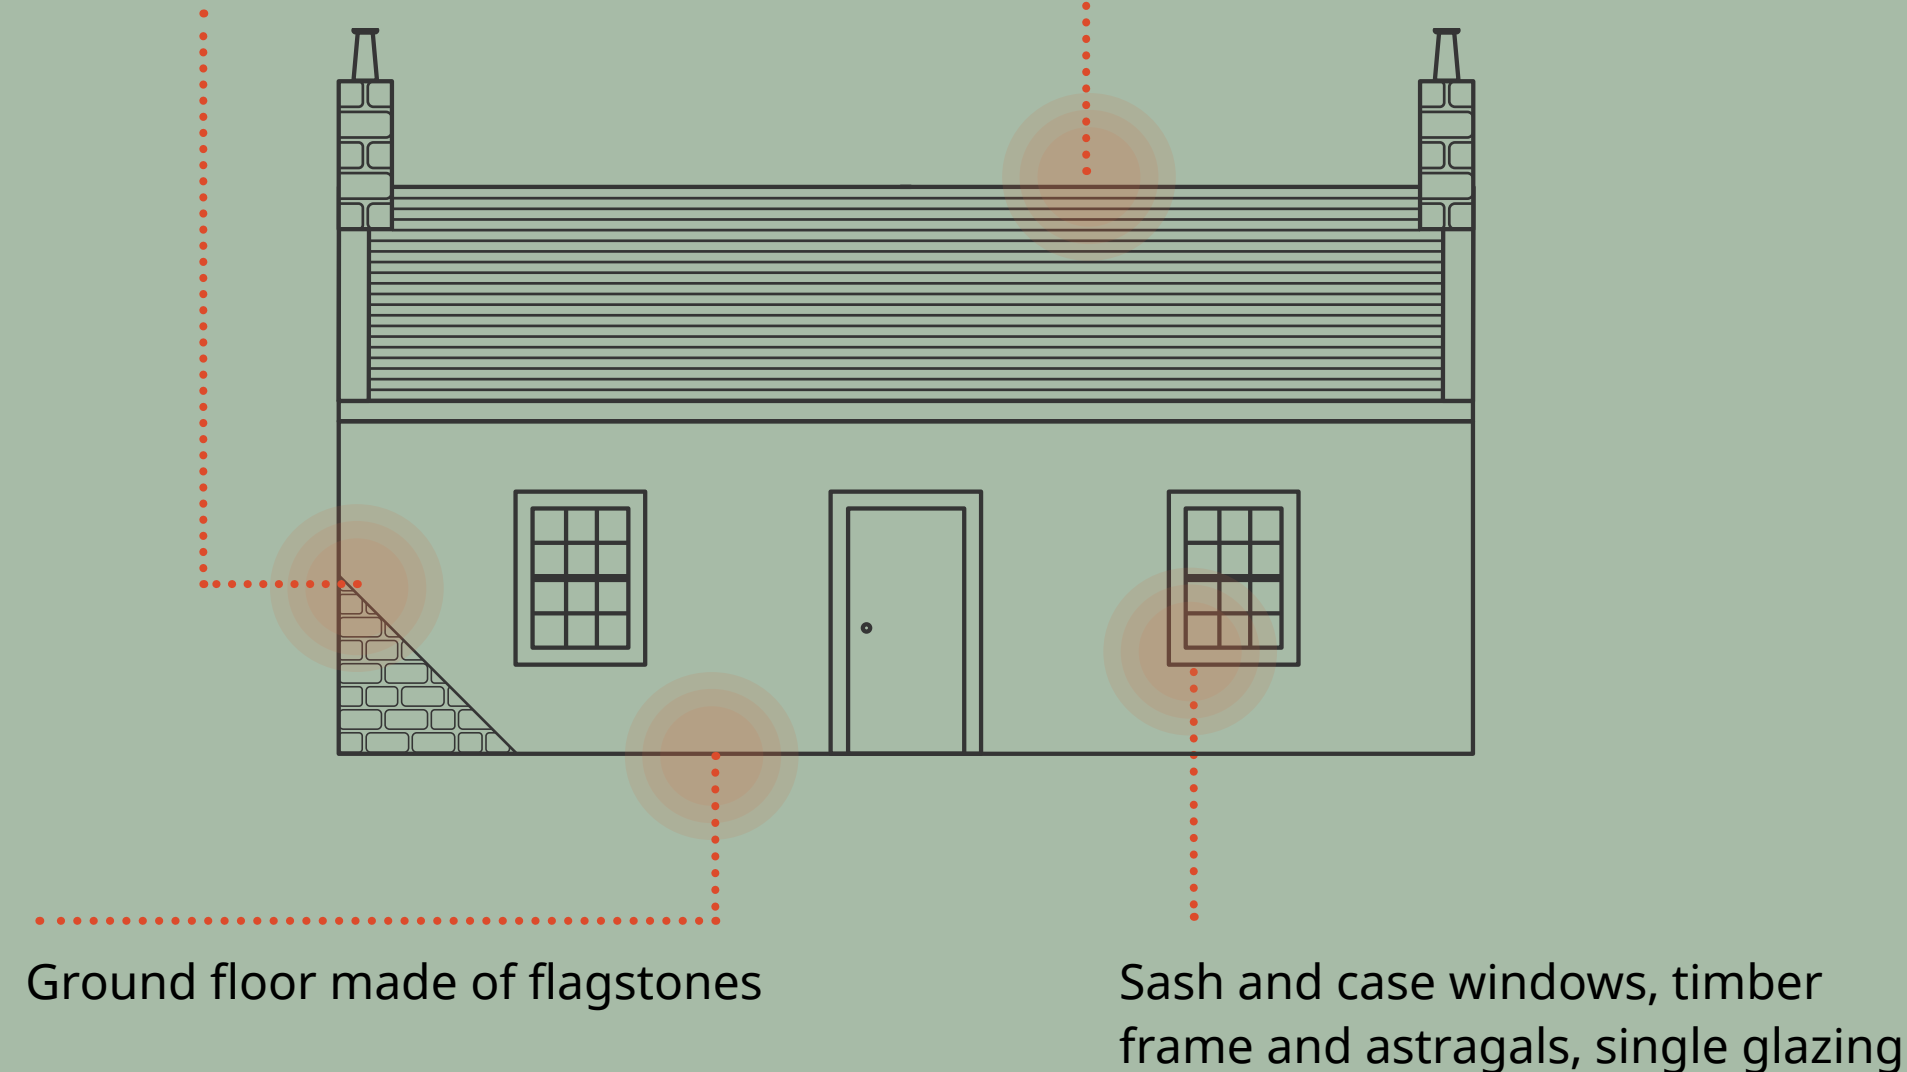 Ground floor made of flagstones
Sash and case windows, timber
frame and astragals, single glazing